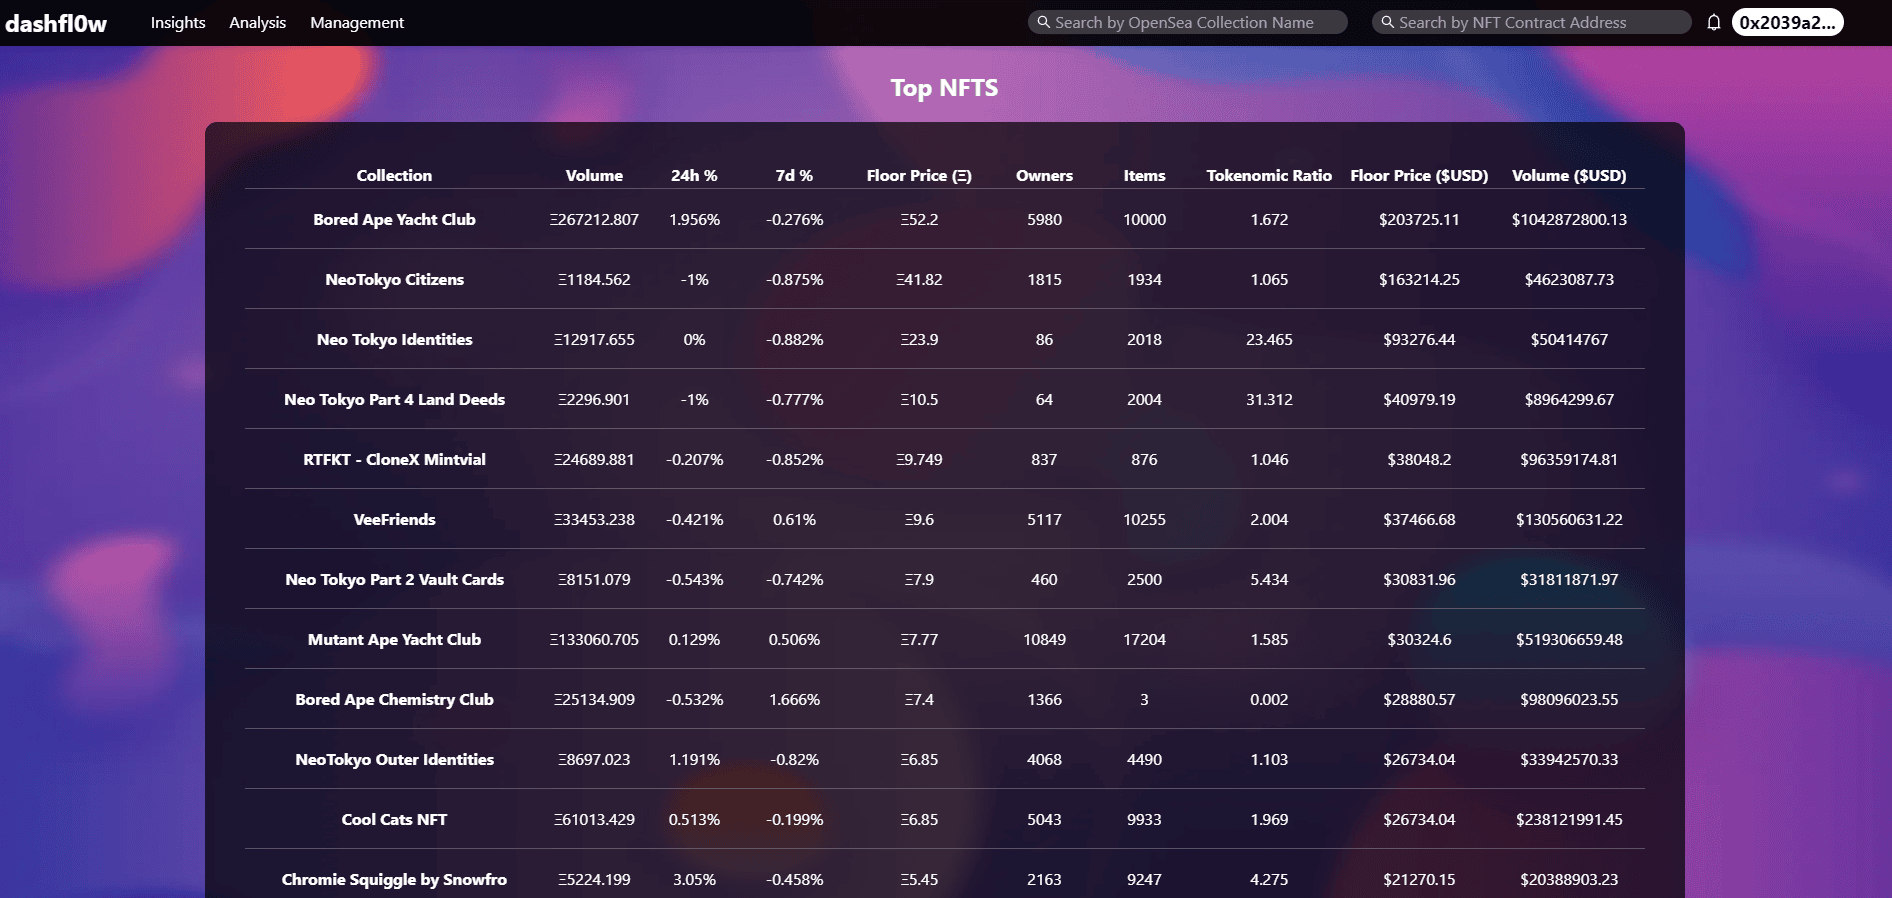 dashfl0w Insights Analysis Management Search by OpenSea Collection Name Search by NFT Contract Address 0x2039a2...
Top NFTS
Collection Volume 24h % 7d % Floor Price (Ξ) Owners Items Tokenomic Ratio Floor Price ($USD) Volume ($USD)
Bored Ape Yacht Club Ξ267212.807 1.956% -0.276% Ξ52.2 5980 10000 1.672 $203725.11 $1042872800.13
NeoTokyo Citizens Ξ1184.562 -1% -0.875% Ξ41.82 1815 1934 1.065 $163214.25 $4623087.73
Neo Tokyo Identities Ξ12917.655 0% -0.882% Ξ23.9 86 2018 23.465 $93276.44 $50414767
Neo Tokyo Part 4 Land Deeds Ξ2296.901 -1% -0.777% Ξ10.5 64 2004 31.312 $40979.19 $8964299.67
RTFKT - CloneX Mintvial Ξ24689.881 -0.207% -0.852% Ξ9.749 837 876 1.046 $38048.2 $96359174.81
VeeFriends Ξ33453.238 -0.421% 0.61% Ξ9.6 5117 10255 2.004 $37466.68 $130560631.22
Neo Tokyo Part 2 Vault Cards Ξ8151.079 -0.543% -0.742% Ξ7.9 460 2500 5.434 $30831.96 $31811871.97
Mutant Ape Yacht Club Ξ133060.705 0.129% 0.506% Ξ7.77 10849 17204 1.585 $30324.6 $519306659.48
Bored Ape Chemistry Club Ξ25134.909 -0.532% 1.666% Ξ7.4 1366 3 0.002 $28880.57 $98096023.55
NeoTokyo Outer Identities Ξ8697.023 1.191% -0.82% Ξ6.85 4068 4490 1.103 $26734.04 $33942570.33
Cool Cats NFT Ξ61013.429 0.513% -0.199% Ξ6.85 5043 9933 1.969 $26734.04 $238121991.45
Chromie Squiggle by Snowfro Ξ5224.199 3.05% -0.458% Ξ5.45 2163 9247 4.275 $21270.15 $20388903.23